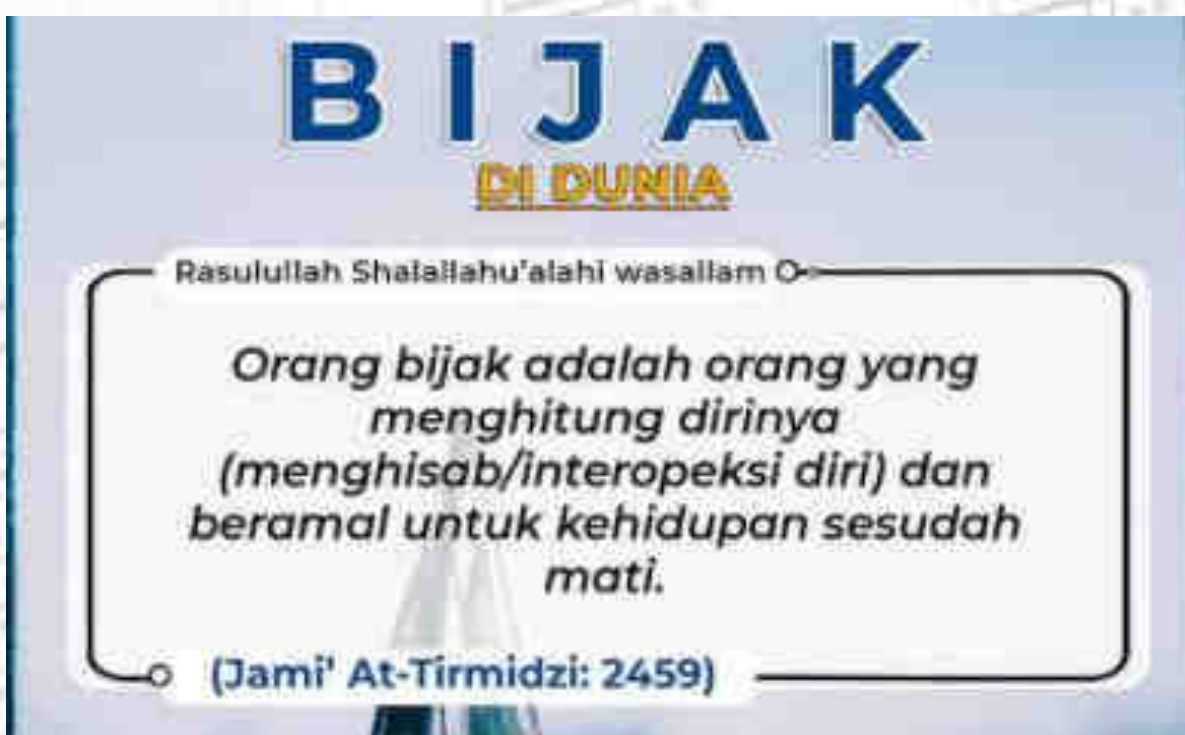 BIJAK
DI DUNIA
Rasulullah Shalallahu'alahi wasallam
Orang bijak adalah orang yang
menghitung dirinya
(menghisab/interopeksi diri) dan
beramal untuk kehidupan sesudah
mati.
(Jami' At-Tirmidzi: 2459)